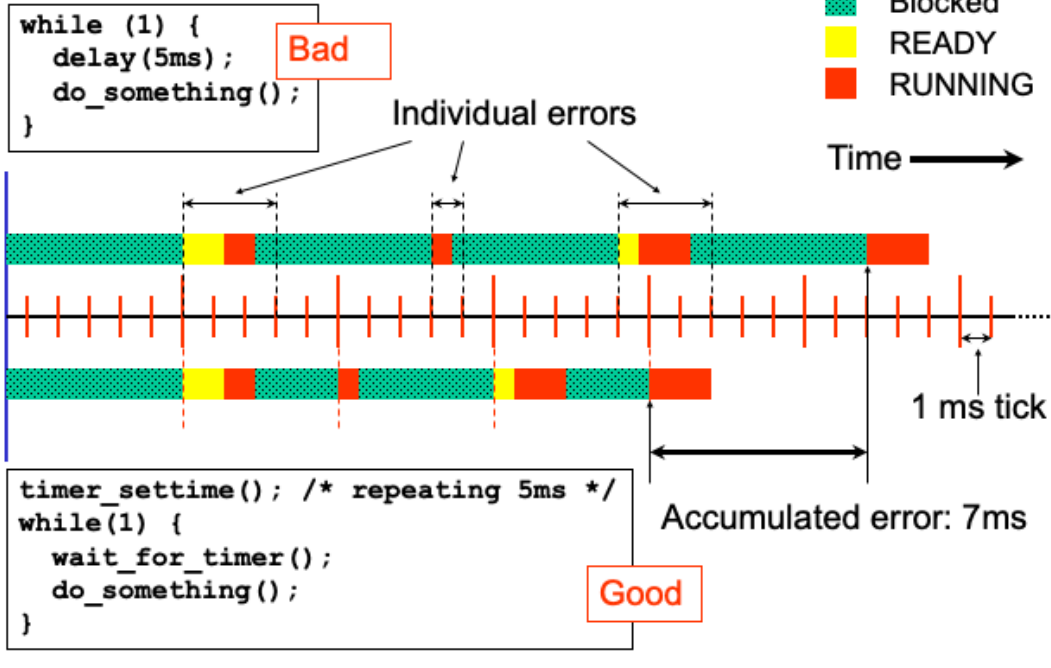 while (1) {
  delay(5ms);
  do_something();
}
Bad
Individual errors
Blocked
READY
RUNNING
Time
1 ms tick
Accumulated error: 7ms
timer_settime(); /* repeating 5ms */
while(1) {
  wait_for_timer();
  do_something();
}
Good